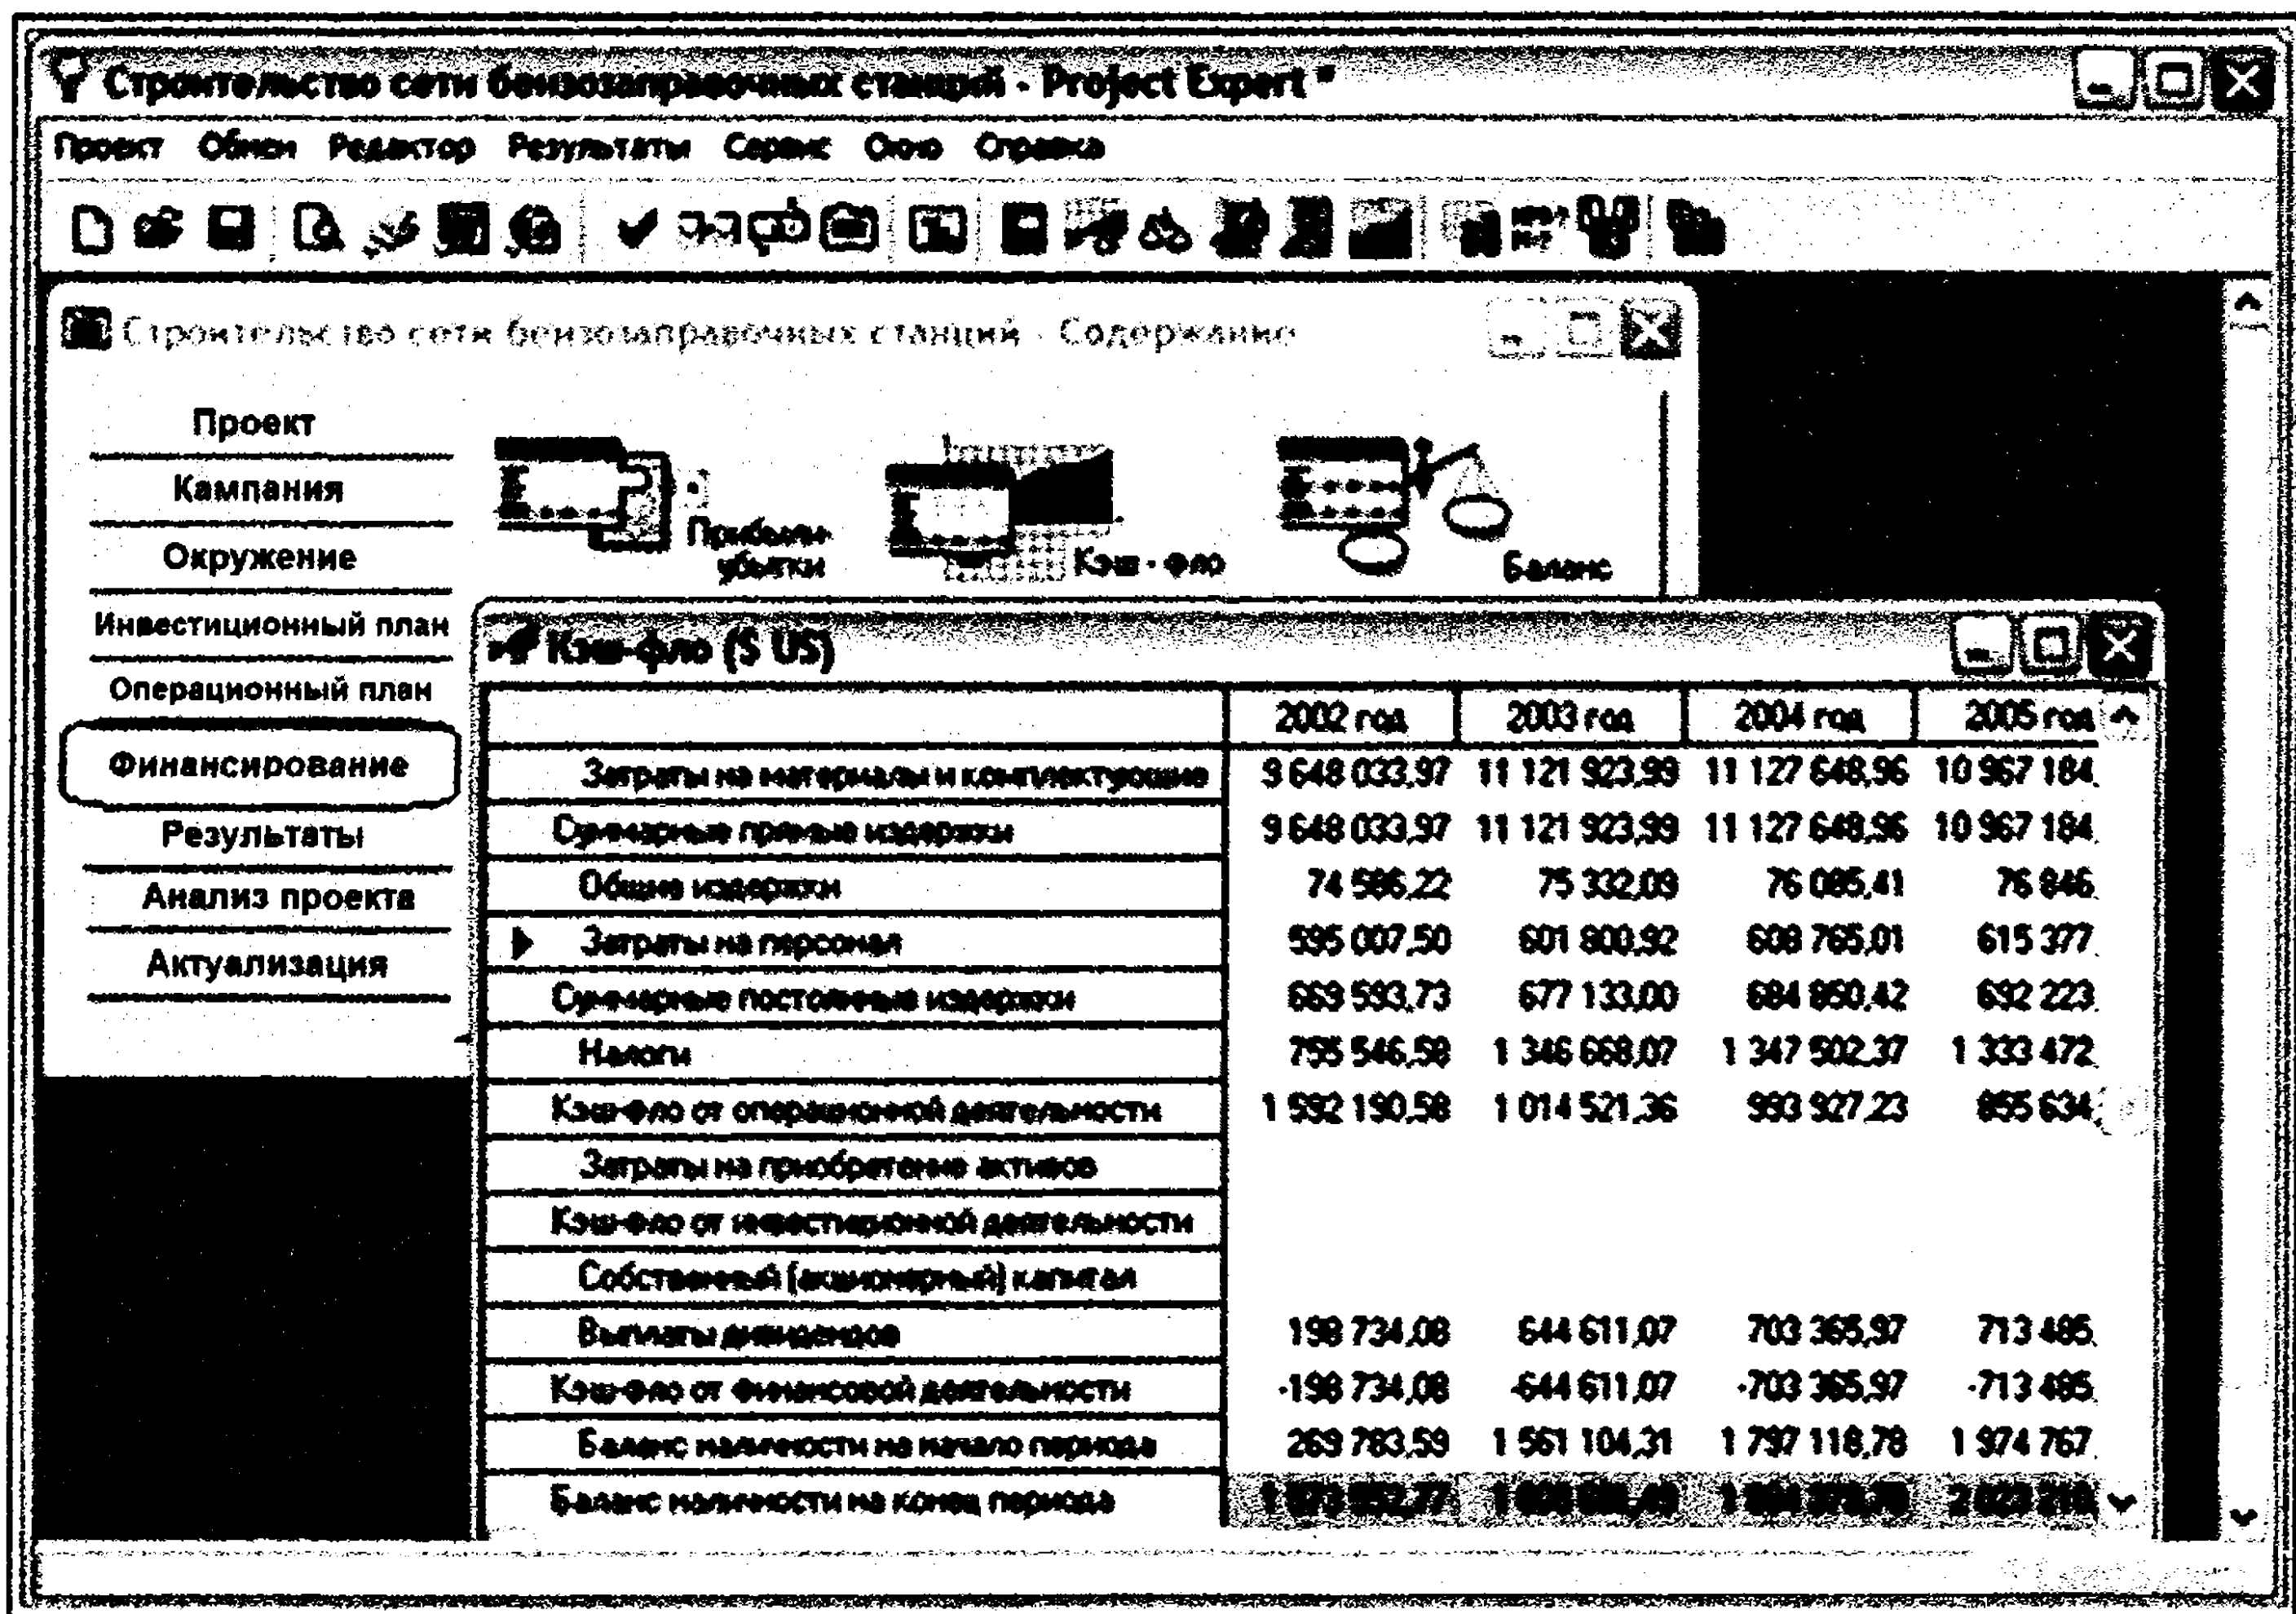 Строительство сети бензозаправочных станций - Project Expert *
Проект Обмен Редактор Результаты Сервис Окно Справка
Строительство сети бензозаправочных станций - Содержание
Проект
Кампания
Окружение
Инвестиционный план
Операционный план
Финансирование
Результаты
Анализ проекта
Актуализация
Прибыли-
убытки
Кэш - фло
Баланс
Кэш-фло ($ US)
2002 год 2003 год 2004 год 2005 год
Затраты на материалы и комплектующие 9 648 033,97 11 121 923,99 11 127 648,96 10 967 184,
Суммарные прямые издержки 9 648 033,97 11 121 923,99 11 127 648,96 10 967 184,
Общие издержки 74 586,22 75 332,09 76 085,41 76 846,
Затраты на персонал 595 007,50 601 800,92 608 765,01 615 377,
Суммарные постоянные издержки 669 593,73 677 133,00 684 850,42 692 223,
Налоги 755 546,58 1 346 668,07 1 347 502,37 1 333 472,
Кэш-фло от операционной деятельности 1 592 190,58 1 014 521,36 993 927,23 855 634,
Затраты на приобретение активов
Кэш-фло от инвестиционной деятельности
Собственный (акционерный) капитал
Выплаты дивидендов 198 734,08 644 611,07 703 365,97 713 485,
Кэш-фло от финансовой деятельности -198 734,08 -644 611,07 -703 365,97 -713 485,
Баланс наличности на начало периода 269 783,59 1 561 104,31 1 797 118,78 1 974 767,
Баланс наличности на конец периода